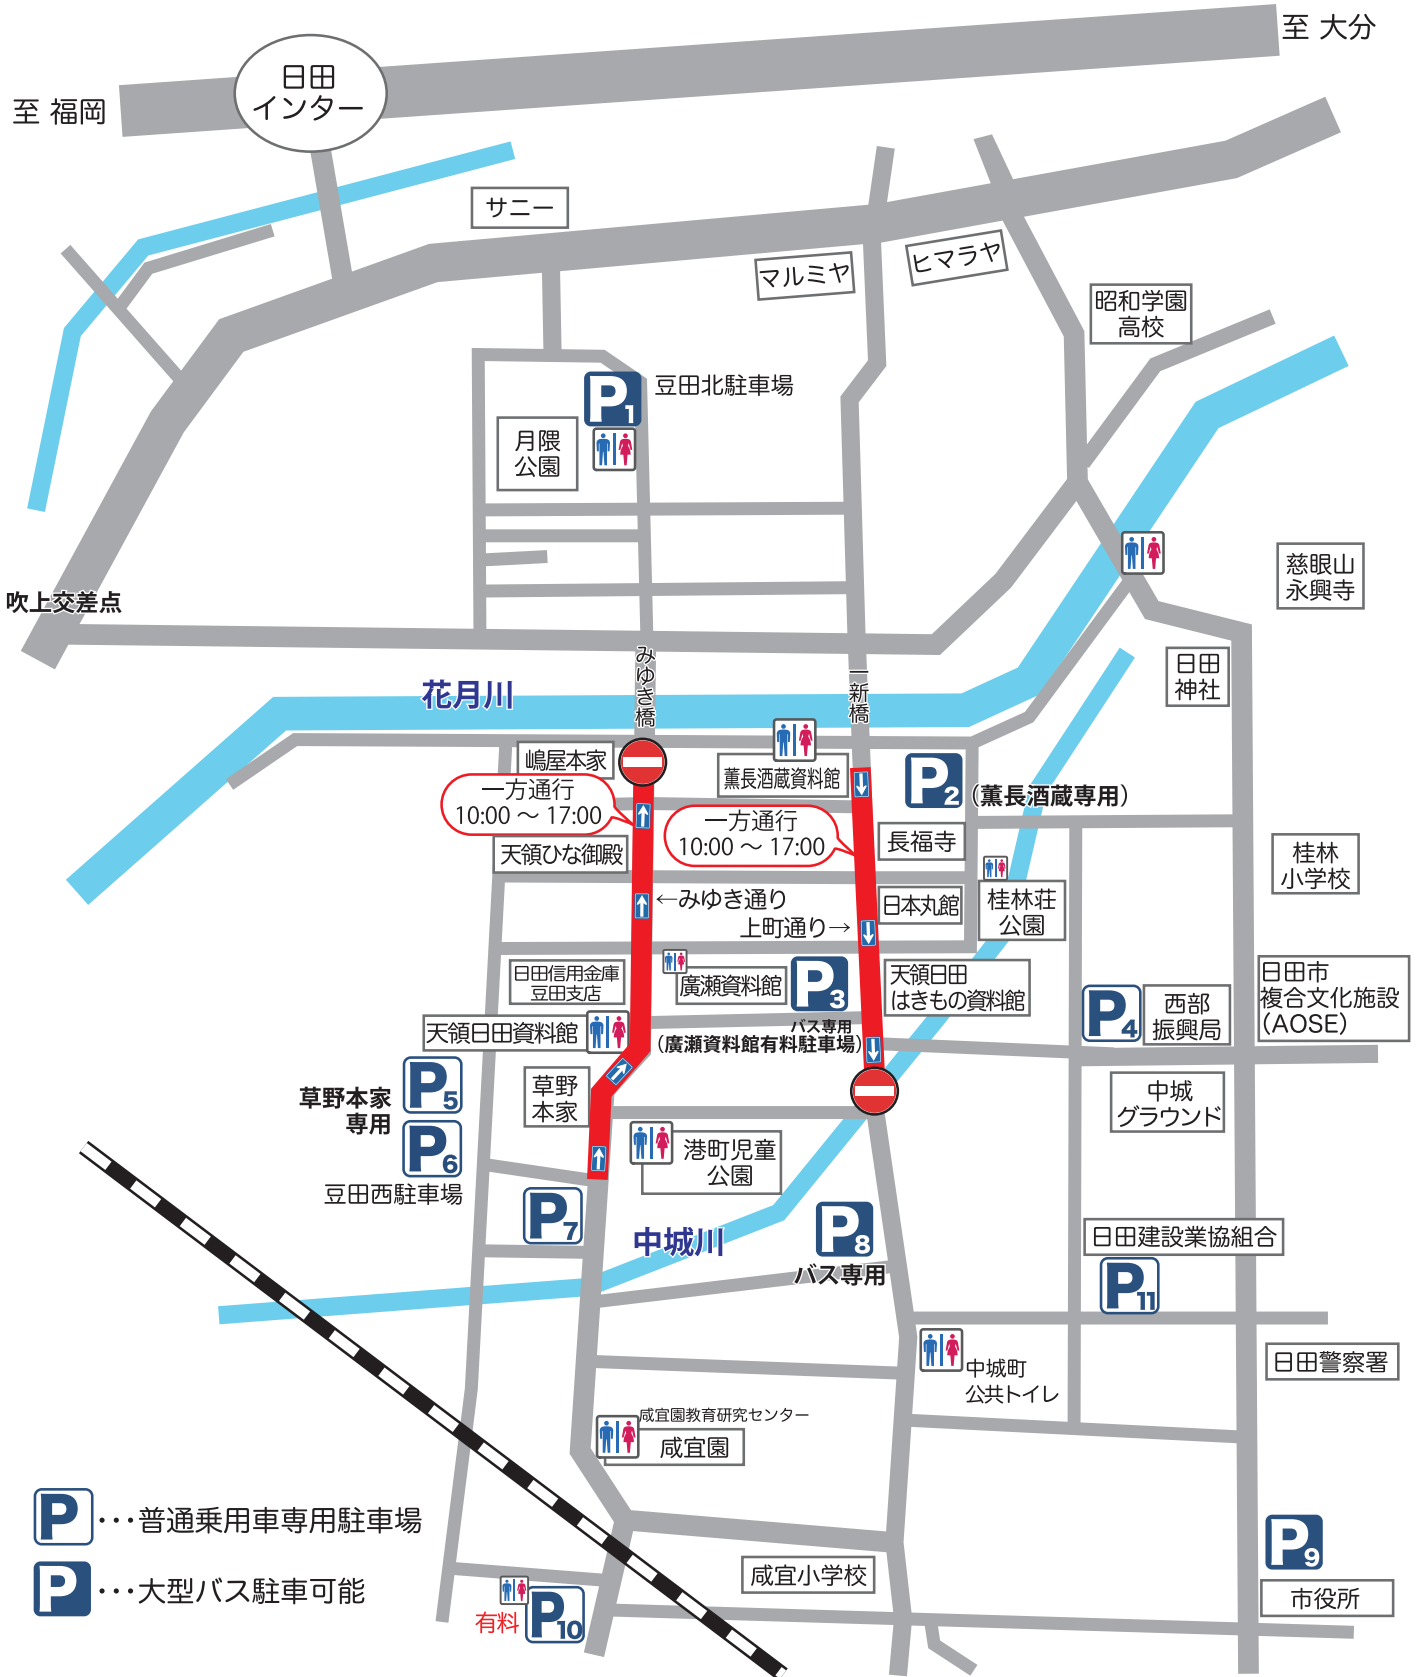 至 大分
日田
インター
至 福岡
サニー
マルミヤ
ヒマラヤ
昭和学園
高校
P1
豆田北駐車場
月隈
公園
慈眼山
永興寺
吹上交差点
日田
神社
みゆき橋
一新橋
花月川
嶋屋本家
薫長酒蔵資料館
P2
(薫長酒蔵専用)
一方通行
10:00 ～ 17:00
一方通行
10:00 ～ 17:00
天領ひな御殿
長福寺
桂林
小学校
←みゆき通り
上町通り→
日本丸館
桂林荘
公園
日田信用金庫
豆田支店
廣瀬資料館
P3
バス専用
(廣瀬資料館有料駐車場)
天領日田
はきもの資料館
P4
西部
振興局
日田市
複合文化施設
(AOSE)
天領日田資料館
草野
本家
中城
グラウンド
草野本家
専用
P5
P6
豆田西駐車場
港町児童
公園
P7
中城川
P8
バス専用
日田建設業協組合
P11
中城町
公共トイレ
日田警察署
咸宜園教育研究センター
咸宜園
P･･･普通乗用車専用駐車場
P･･･大型バス駐車可能
咸宜小学校
P9
市役所
有料
P10